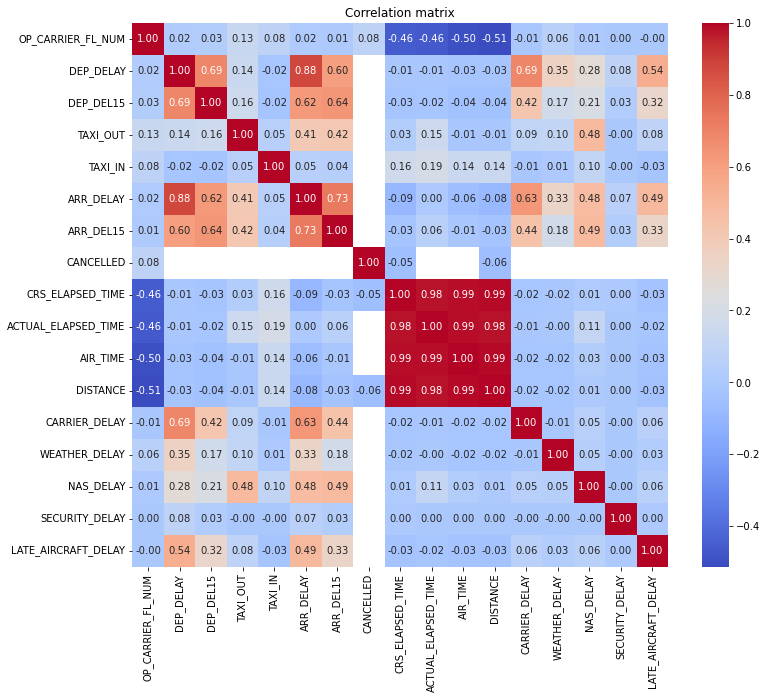 Correlation matrix
OP_CARRIER_FL_NUM 1.00 0.02 0.03 0.13 0.08 0.02 0.01 0.08 -0.46 -0.46 -0.50 -0.51 -0.01 0.06 0.01 0.00 -0.00
DEP_DELAY 0.02 1.00 0.69 0.14 -0.02 0.88 0.60 -0.01 -0.01 -0.03 -0.03 0.69 0.35 0.28 0.08 0.54
DEP_DEL15 0.03 0.69 1.00 0.16 -0.02 0.62 0.64 -0.03 -0.02 -0.04 -0.04 0.42 0.17 0.21 0.03 0.32
TAXI_OUT 0.13 0.14 0.16 1.00 0.05 0.41 0.42 0.03 0.15 -0.01 -0.01 0.09 0.10 0.48 -0.00 0.08
TAXI_IN 0.08 -0.02 -0.02 0.05 1.00 0.05 0.04 0.16 0.19 0.14 0.14 -0.01 0.01 0.10 -0.00 -0.03
ARR_DELAY 0.02 0.88 0.62 0.41 0.05 1.00 0.73 -0.09 0.00 -0.06 -0.08 0.63 0.33 0.48 0.07 0.49
ARR_DEL15 0.01 0.60 0.64 0.42 0.04 0.73 1.00 -0.03 0.06 -0.01 -0.03 0.44 0.18 0.49 0.03 0.33
CANCELLED 0.08 1.00 -0.05 -0.06
CRS_ELAPSED_TIME -0.46 -0.01 -0.03 0.03 0.16 -0.09 -0.03 -0.05 1.00 0.98 0.99 0.99 -0.02 -0.02 0.01 0.00 -0.03
ACTUAL_ELAPSED_TIME -0.46 -0.01 -0.02 0.15 0.19 0.00 0.06 0.98 1.00 0.99 0.98 -0.01 -0.00 0.11 0.00 -0.02
AIR_TIME -0.50 -0.03 -0.04 -0.01 0.14 -0.06 -0.01 0.99 0.99 1.00 0.99 -0.02 -0.02 0.03 0.00 -0.03
DISTANCE -0.51 -0.03 -0.04 -0.01 0.14 -0.08 -0.03 -0.06 0.99 0.98 0.99 1.00 -0.02 -0.02 0.01 0.00 -0.03
CARRIER_DELAY -0.01 0.69 0.42 0.09 -0.01 0.63 0.44 -0.02 -0.01 -0.02 -0.02 1.00 -0.01 0.05 -0.00 0.06
WEATHER_DELAY 0.06 0.35 0.17 0.10 0.01 0.33 0.18 -0.02 -0.00 -0.02 -0.02 -0.01 1.00 0.05 -0.00 0.03
NAS_DELAY 0.01 0.28 0.21 0.48 0.10 0.48 0.49 0.01 0.11 0.03 0.01 0.05 0.05 1.00 -0.00 0.06
SECURITY_DELAY 0.00 0.08 0.03 -0.00 -0.00 0.07 0.03 0.00 0.00 0.00 0.00 -0.00 -0.00 -0.00 1.00 0.00
LATE_AIRCRAFT_DELAY -0.00 0.54 0.32 0.08 -0.03 0.49 0.33 -0.03 -0.02 -0.03 -0.03 0.06 0.03 0.06 0.00 1.00
OP_CARRIER_FL_NUM
DEP_DELAY
DEP_DEL15
TAXI_OUT
TAXI_IN
ARR_DELAY
ARR_DEL15
CANCELLED
CRS_ELAPSED_TIME
ACTUAL_ELAPSED_TIME
AIR_TIME
DISTANCE
CARRIER_DELAY
WEATHER_DELAY
NAS_DELAY
SECURITY_DELAY
LATE_AIRCRAFT_DELAY
1.0
0.8
0.6
0.4
0.2
0.0
−0.2
−0.4